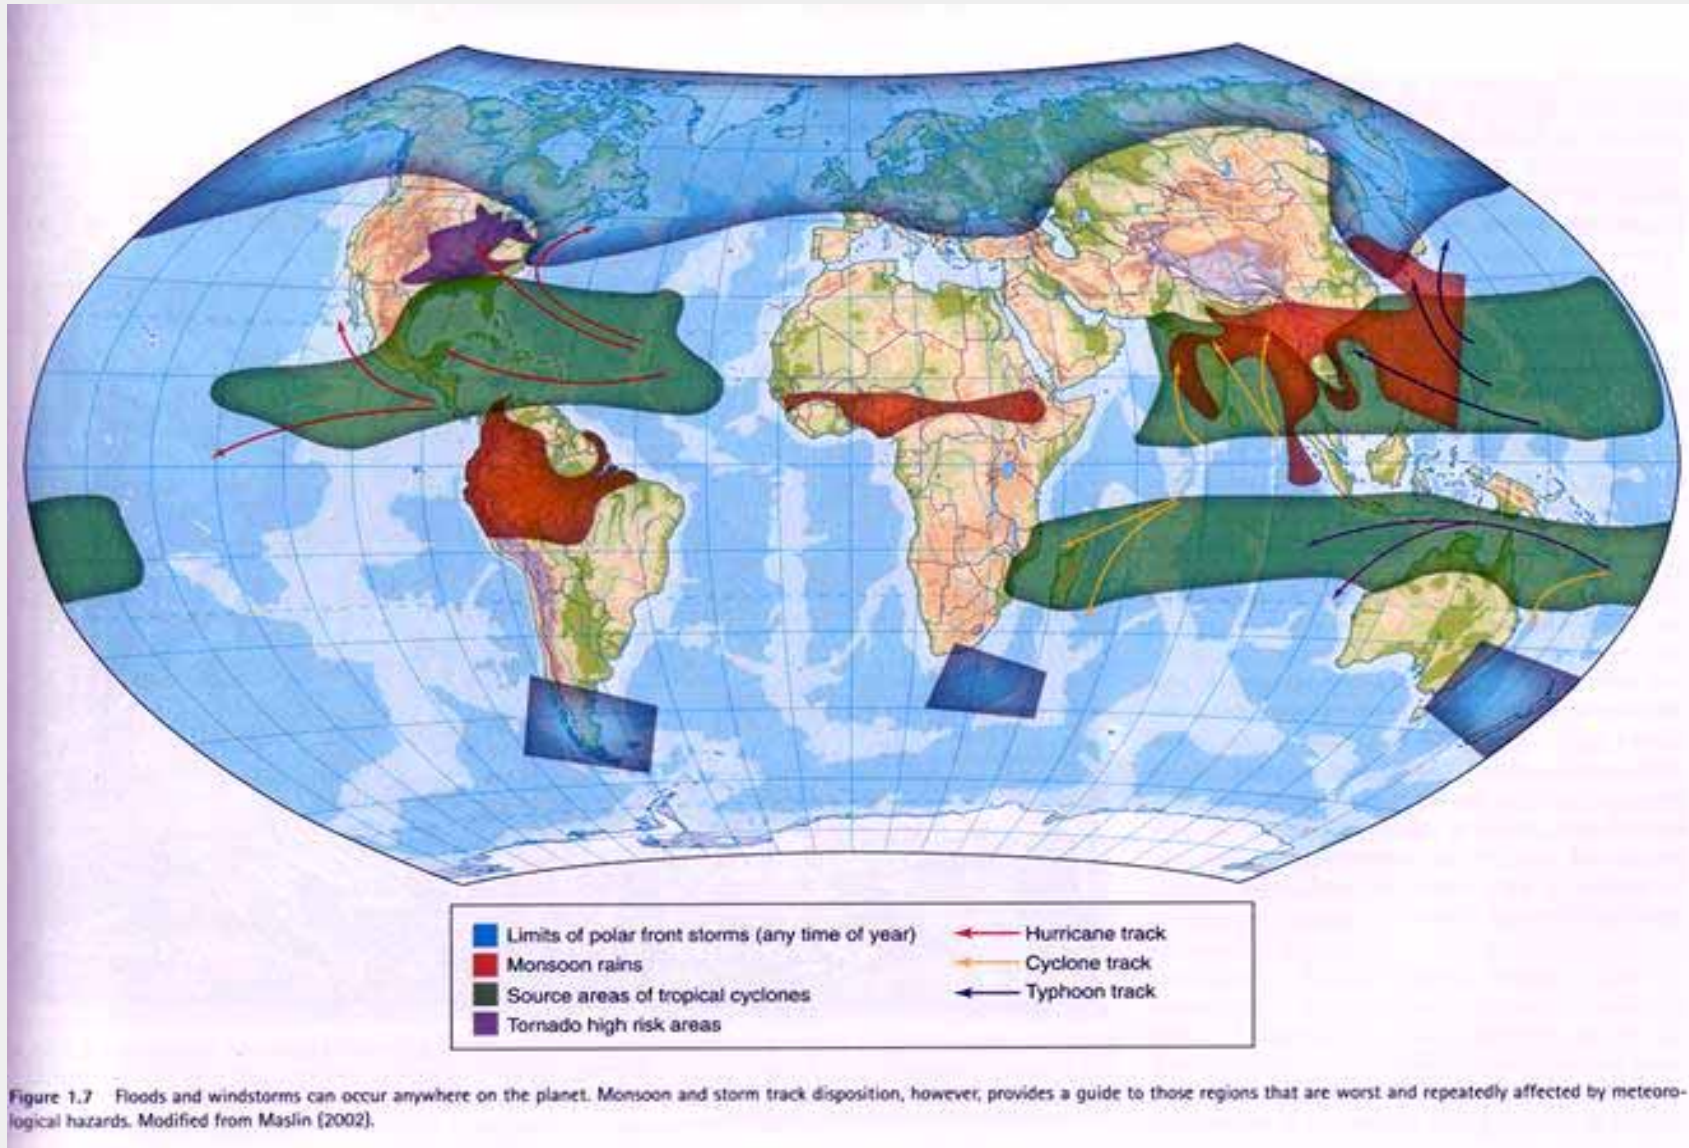 Limits of polar front storms (any time of year)
Monsoon rains
Source areas of tropical cyclones
Tornado high risk areas
Hurricane track
Cyclone track
Typhoon track
Figure 1.7 Floods and windstorms can occur anywhere on the planet. Monsoon and storm track disposition, however, provides a guide to those regions that are worst and repeatedly affected by meteoro-
logical hazards. Modified from Maslin (2002).